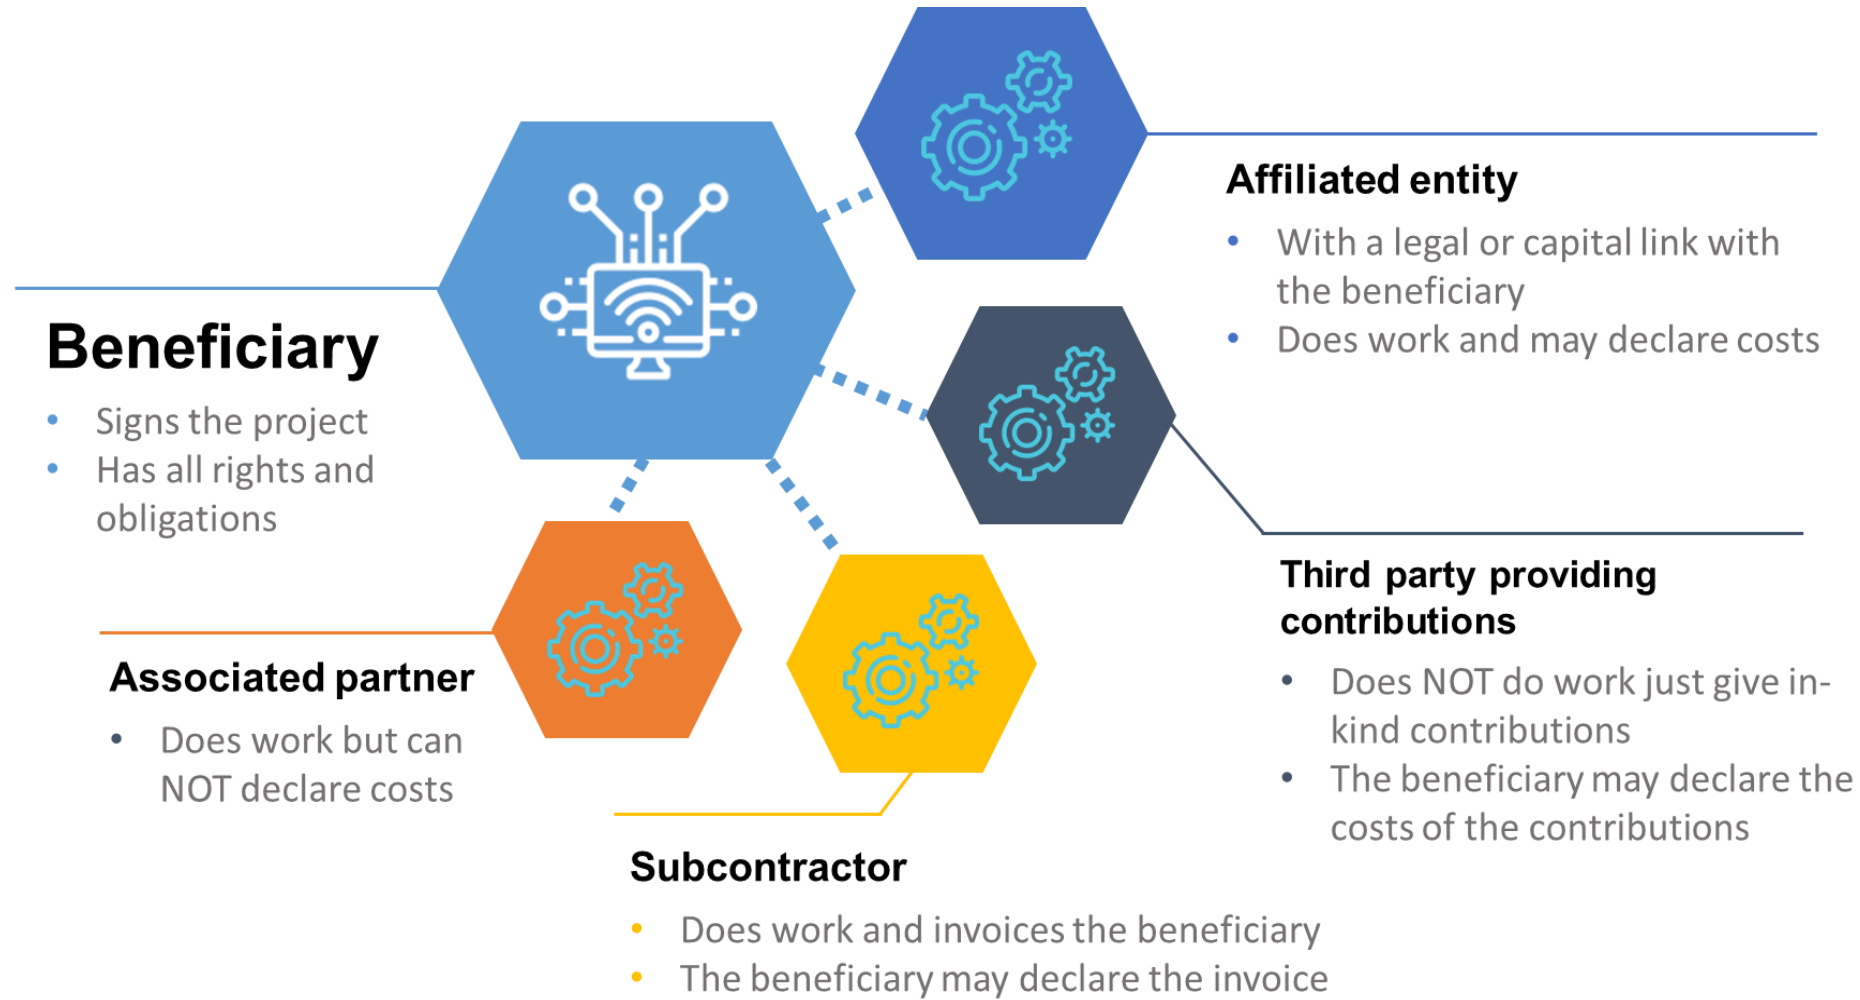 Beneficiary
• Signs the project
• Has all rights and
obligations
Affiliated entity
• With a legal or capital link with
the beneficiary
• Does work and may declare costs
Third party providing
contributions
• Does NOT do work just give in-
kind contributions
• The beneficiary may declare the
costs of the contributions
Associated partner
• Does work but can
NOT declare costs
Subcontractor
• Does work and invoices the beneficiary
• The beneficiary may declare the invoice